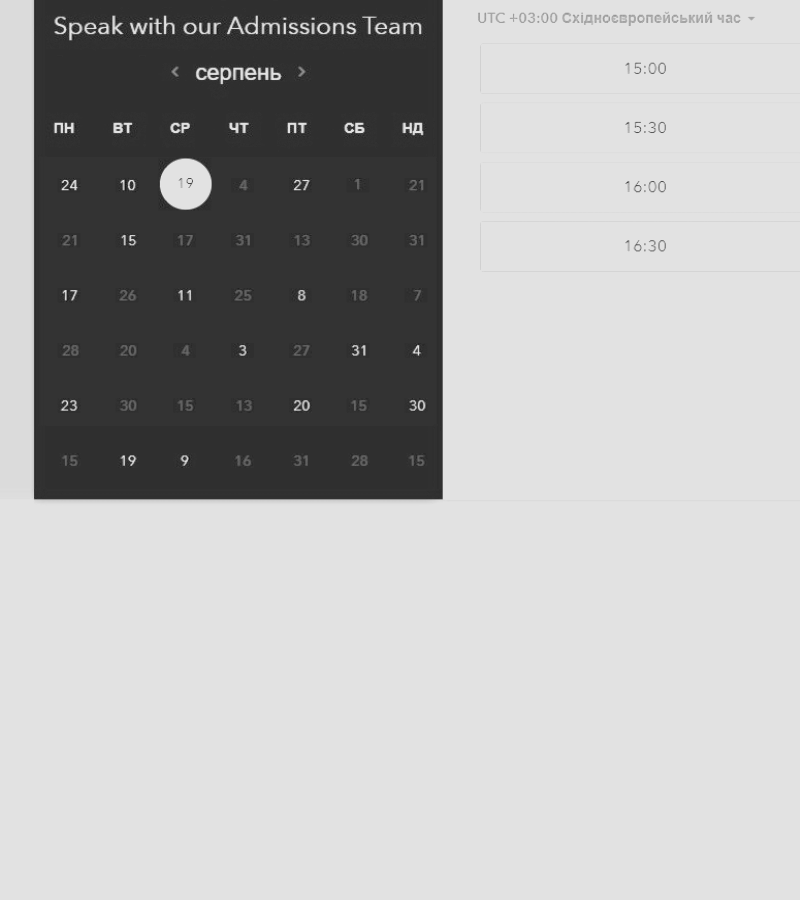 Speak with our Admissions Team
серпень
ПН ВТ СР ЧТ ПТ СБ НД
24 10 19 4 27 1 21
21 15 17 31 13 30 31
17 26 11 25 8 18 7
28 20 4 3 27 31 4
23 30 15 13 20 15 30
15 19 9 16 31 28 15
UTC +03:00 Східноєвропейський час
15:00
15:30
16:00
16:30